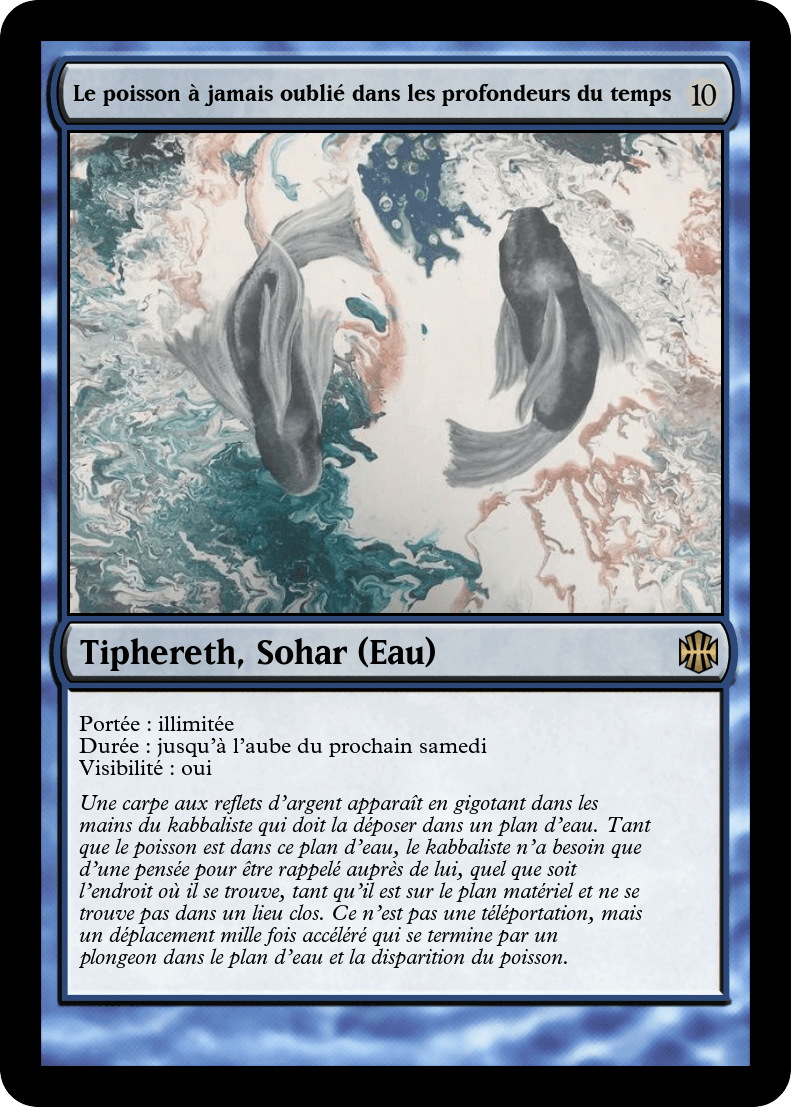 Le poisson à jamais oublié dans les profondeurs du temps 10
Tiphereth, Sohar (Eau)
Portée : illimitée
Durée : jusqu'à l'aube du prochain samedi
Visibilité : oui
Une carpe aux reflets d'argent apparaît en gigotant dans les
mains du kabbaliste qui doit la déposer dans un plan d'eau. Tant
que le poisson est dans ce plan d'eau, le kabbaliste n'a besoin que
d'une pensée pour être rappelé auprès de lui, quel que soit
l'endroit où il se trouve, tant qu'il est sur le plan matériel et ne se
trouve pas dans un lieu clos. Ce n'est pas une téléportation, mais
un déplacement mille fois accéléré qui se termine par un
plongeon dans le plan d'eau et la disparition du poisson.